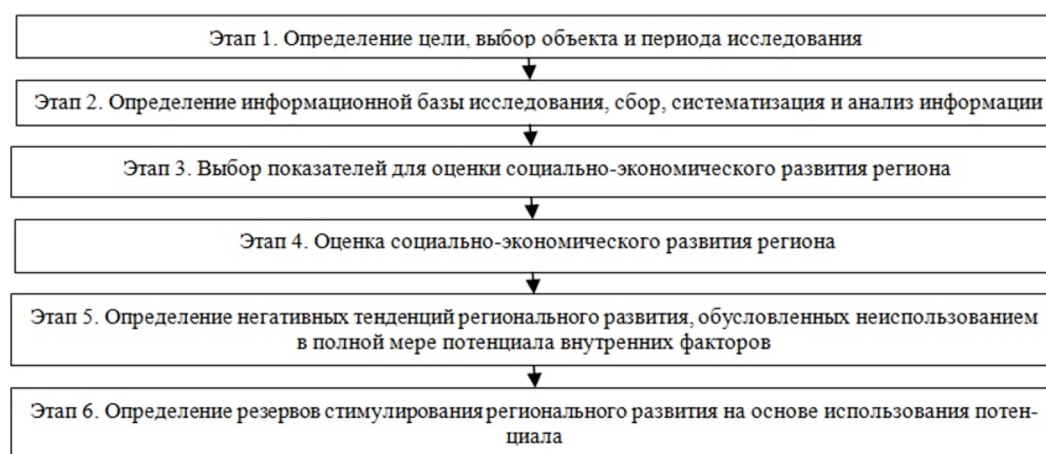 Этап 1. Определение цели, выбор объекта и периода исследования
Этап 2. Определение информационной базы исследования, сбор, систематизация и анализ информации
Этап 3. Выбор показателей для оценки социально-экономического развития региона
Этап 4. Оценка социально-экономического развития региона
Этап 5. Определение негативных тенденций регионального развития, обусловленных неиспользованием
в полной мере потенциала внутренних факторов
Этап 6. Определение резервов стимулирования регионального развития на основе использования потен-
циала